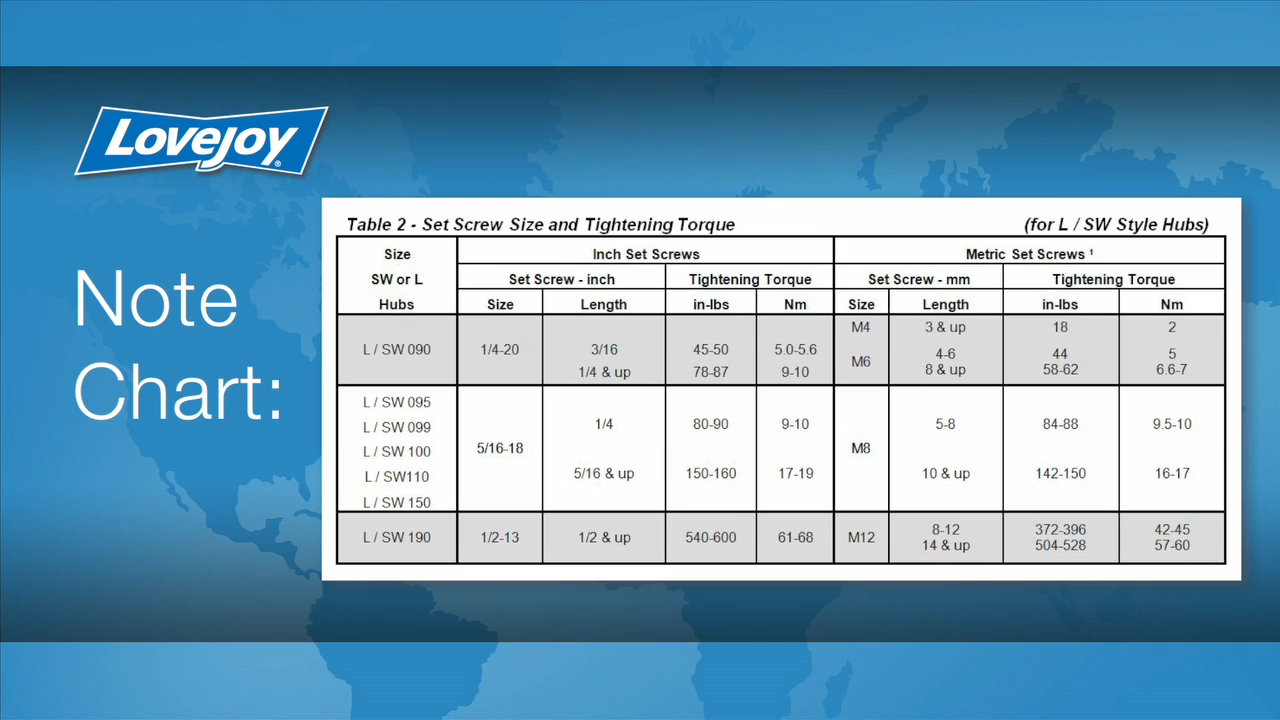 Lovejoy®
Note
Chart:
Table 2 - Set Screw Size and Tightening Torque (for L / SW Style Hubs)
Size Inch Set Screws Metric Set Screws ¹
SW or L Set Screw - inch Tightening Torque Set Screw - mm Tightening Torque
Hubs Size Length in-lbs Nm Size Length in-lbs Nm
M4 3 & up 18 2
L / SW 090 1/4-20 3/16 45-50 5.0-5.6 M6 4-6 44 5
1/4 & up 78-87 9-10 8 & up 58-62 6.6-7
L / SW 095
L / SW 099 1/4 80-90 9-10 5-8 84-88 9.5-10
L / SW 100 5/16-18 M8
L / SW110 5/16 & up 150-160 17-19 10 & up 142-150 16-17
L / SW 150
L / SW 190 1/2-13 1/2 & up 540-600 61-68 M12 8-12 372-396 42-45
14 & up 504-528 57-60